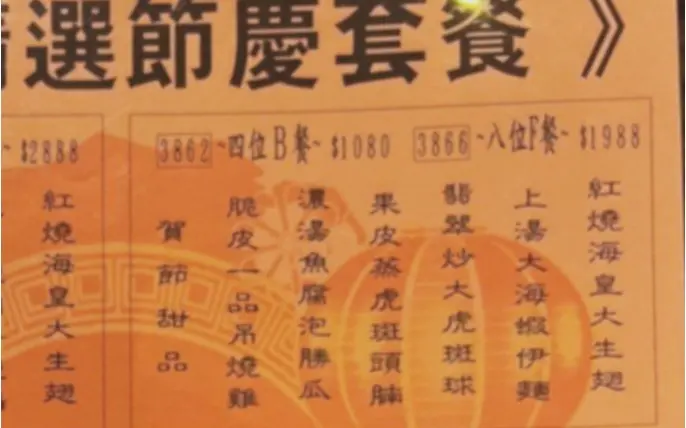 選節慶套餐》
~ $2888
3862 ~四位B餐~ $1080
3866 ~八位F餐~ $1988
紅燒海皇大生翅
上湯大海蝦伊麵
翡翠炒大虎斑球
果皮蒸虎斑頭腩
濃湯魚腐泡勝瓜
脆皮一品吊燒雞
賀節甜品
紅燒海皇大生翅